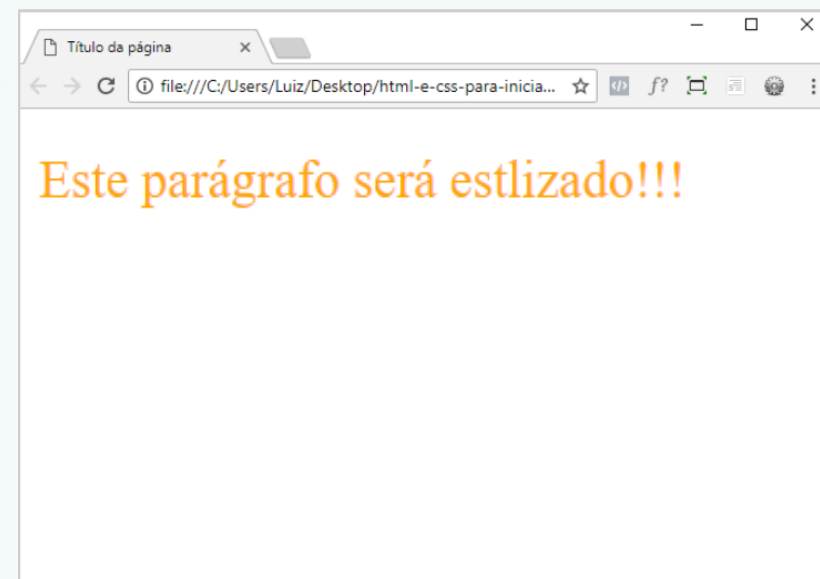 Título da página
file:///C:/Users/Luiz/Desktop/html-e-css-para-inicia...
f?
Este parágrafo será estlizado!!!